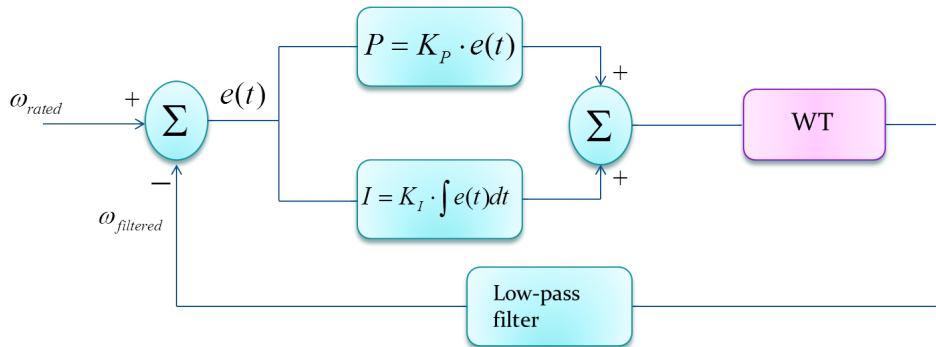 P = K_P · e(t)
+
ω_rated
+
Σ
e(t)
Σ
WT
−
I = K_I · ∫ e(t)dt
+
ω_filtered
Low-pass
filter